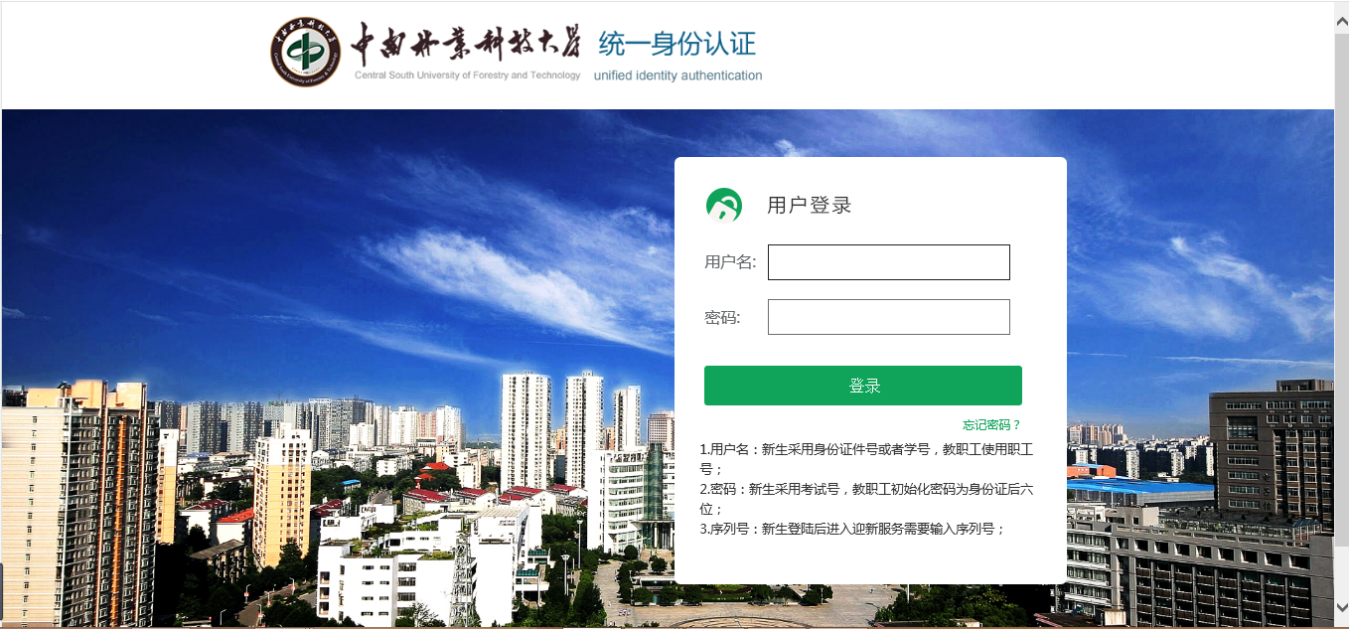 中南林业科技大学
Central South University of Forestry and Technology
统一身份认证
unified identity authentication
用户登录
用户名:
密码:
登录
忘记密码？
1.用户名：新生采用身份证件号或者学号，教职工使用职工
号；
2.密码：新生采用考试号，教职工初始化密码为身份证后六
位；
3.序列号：新生登陆后进入迎新服务需要输入序列号；